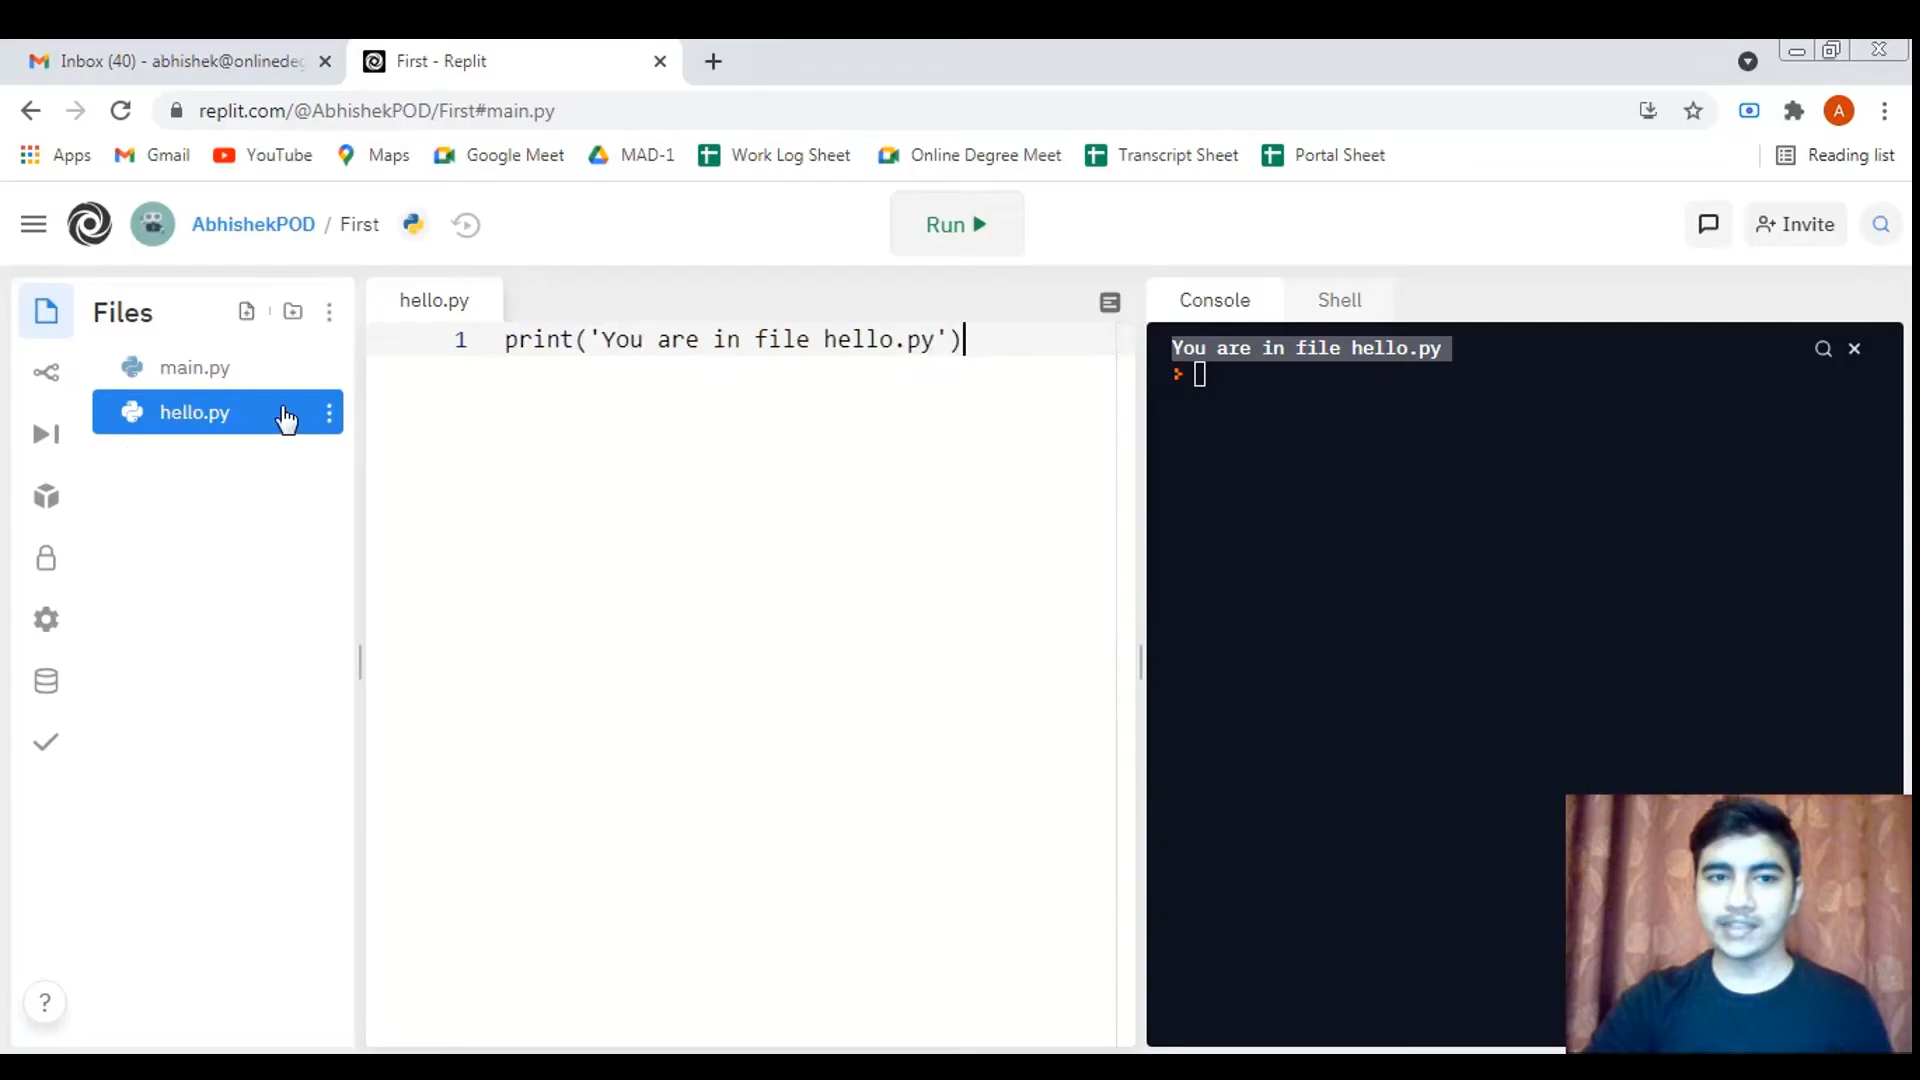 Inbox (40) - abhishek@onlinedeg
First - Replit
replit.com/@AbhishekPOD/First#main.py
A
Apps
Gmail
YouTube
Maps
Google Meet
MAD-1
Work Log Sheet
Online Degree Meet
Transcript Sheet
Portal Sheet
Reading list
AbhishekPOD / First
Run
Invite
Files
hello.py
Console
Shell
1 print('You are in file hello.py')
You are in file hello.py
main.py
hello.py
?